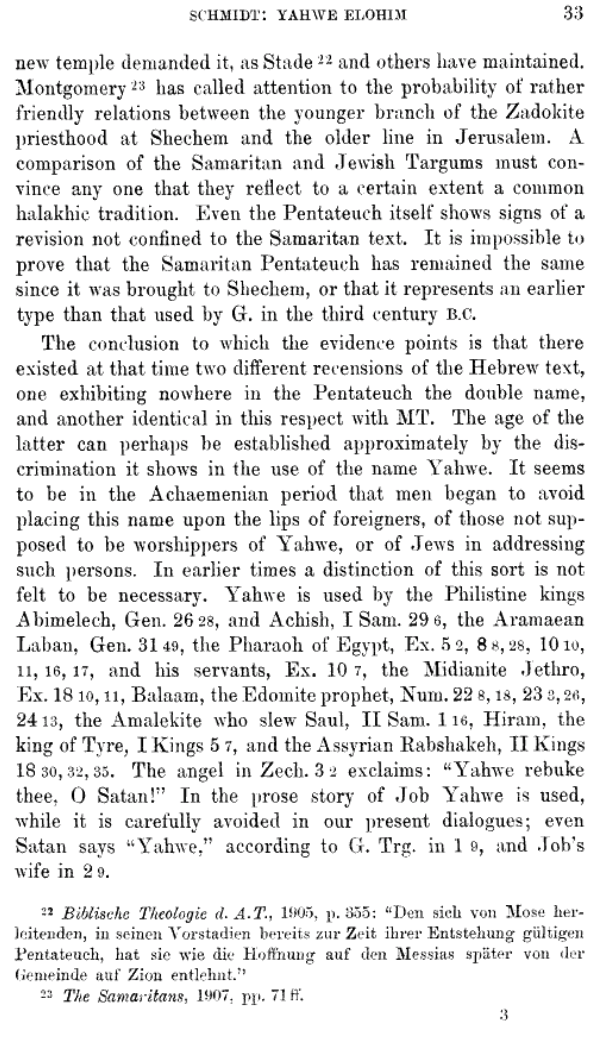 SCHMIDT: YAHWE ELOHIM 33
new temple demanded it, as Stade 22 and others have maintained.
Montgomery 23 has called attention to the probability of rather
friendly relations between the younger branch of the Zadokite
priesthood at Shechem and the older line in Jerusalem. A
comparison of the Samaritan and Jewish Targums must con-
vince any one that they reflect to a certain extent a common
halakhic tradition. Even the Pentateuch itself shows signs of a
revision not confined to the Samaritan text. It is impossible to
prove that the Samaritan Pentateuch has remained the same
since it was brought to Shechem, or that it represents an earlier
type than that used by G. in the third century B.C.
The conclusion to which the evidence points is that there
existed at that time two different recensions of the Hebrew text,
one exhibiting nowhere in the Pentateuch the double name,
and another identical in this respect with MT. The age of the
latter can perhaps be established approximately by the dis-
crimination it shows in the use of the name Yahwe. It seems
to be in the Achaemenian period that men began to avoid
placing this name upon the lips of foreigners, of those not sup-
posed to be worshippers of Yahwe, or of Jews in addressing
such persons. In earlier times a distinction of this sort is not
felt to be necessary. Yahwe is used by the Philistine kings
Abimelech, Gen. 26 28, and Achish, I Sam. 29 6, the Aramaean
Laban, Gen. 31 49, the Pharaoh of Egypt, Ex. 5 2, 8 8, 28, 10 10,
11, 16, 17, and his servants, Ex. 10 7, the Midianite Jethro,
Ex. 18 10, 11, Balaam, the Edomite prophet, Num. 22 8, 18, 23 3, 26,
24 13, the Amalekite who slew Saul, II Sam. 1 16, Hiram, the
king of Tyre, I Kings 5 7, and the Assyrian Rabshakeh, II Kings
18 30, 32, 35. The angel in Zech. 3 2 exclaims: "Yahwe rebuke
thee, O Satan!" In the prose story of Job Yahwe is used,
while it is carefully avoided in our present dialogues; even
Satan says "Yahwe," according to G. Trg. in 1 9, and Job's
wife in 2 9.
22 Biblische Theologie d. A.T., 1905, p. 355: "Den sich von Mose her-
leitenden, in seinen Vorstadien bereits zur Zeit ihrer Entstehung gültigen
Pentateuch, hat sie wie die Hoffnung auf den Messias später von der
Gemeinde auf Zion entlehnt."
23 The Samaritans, 1907, pp. 71 ff.
3